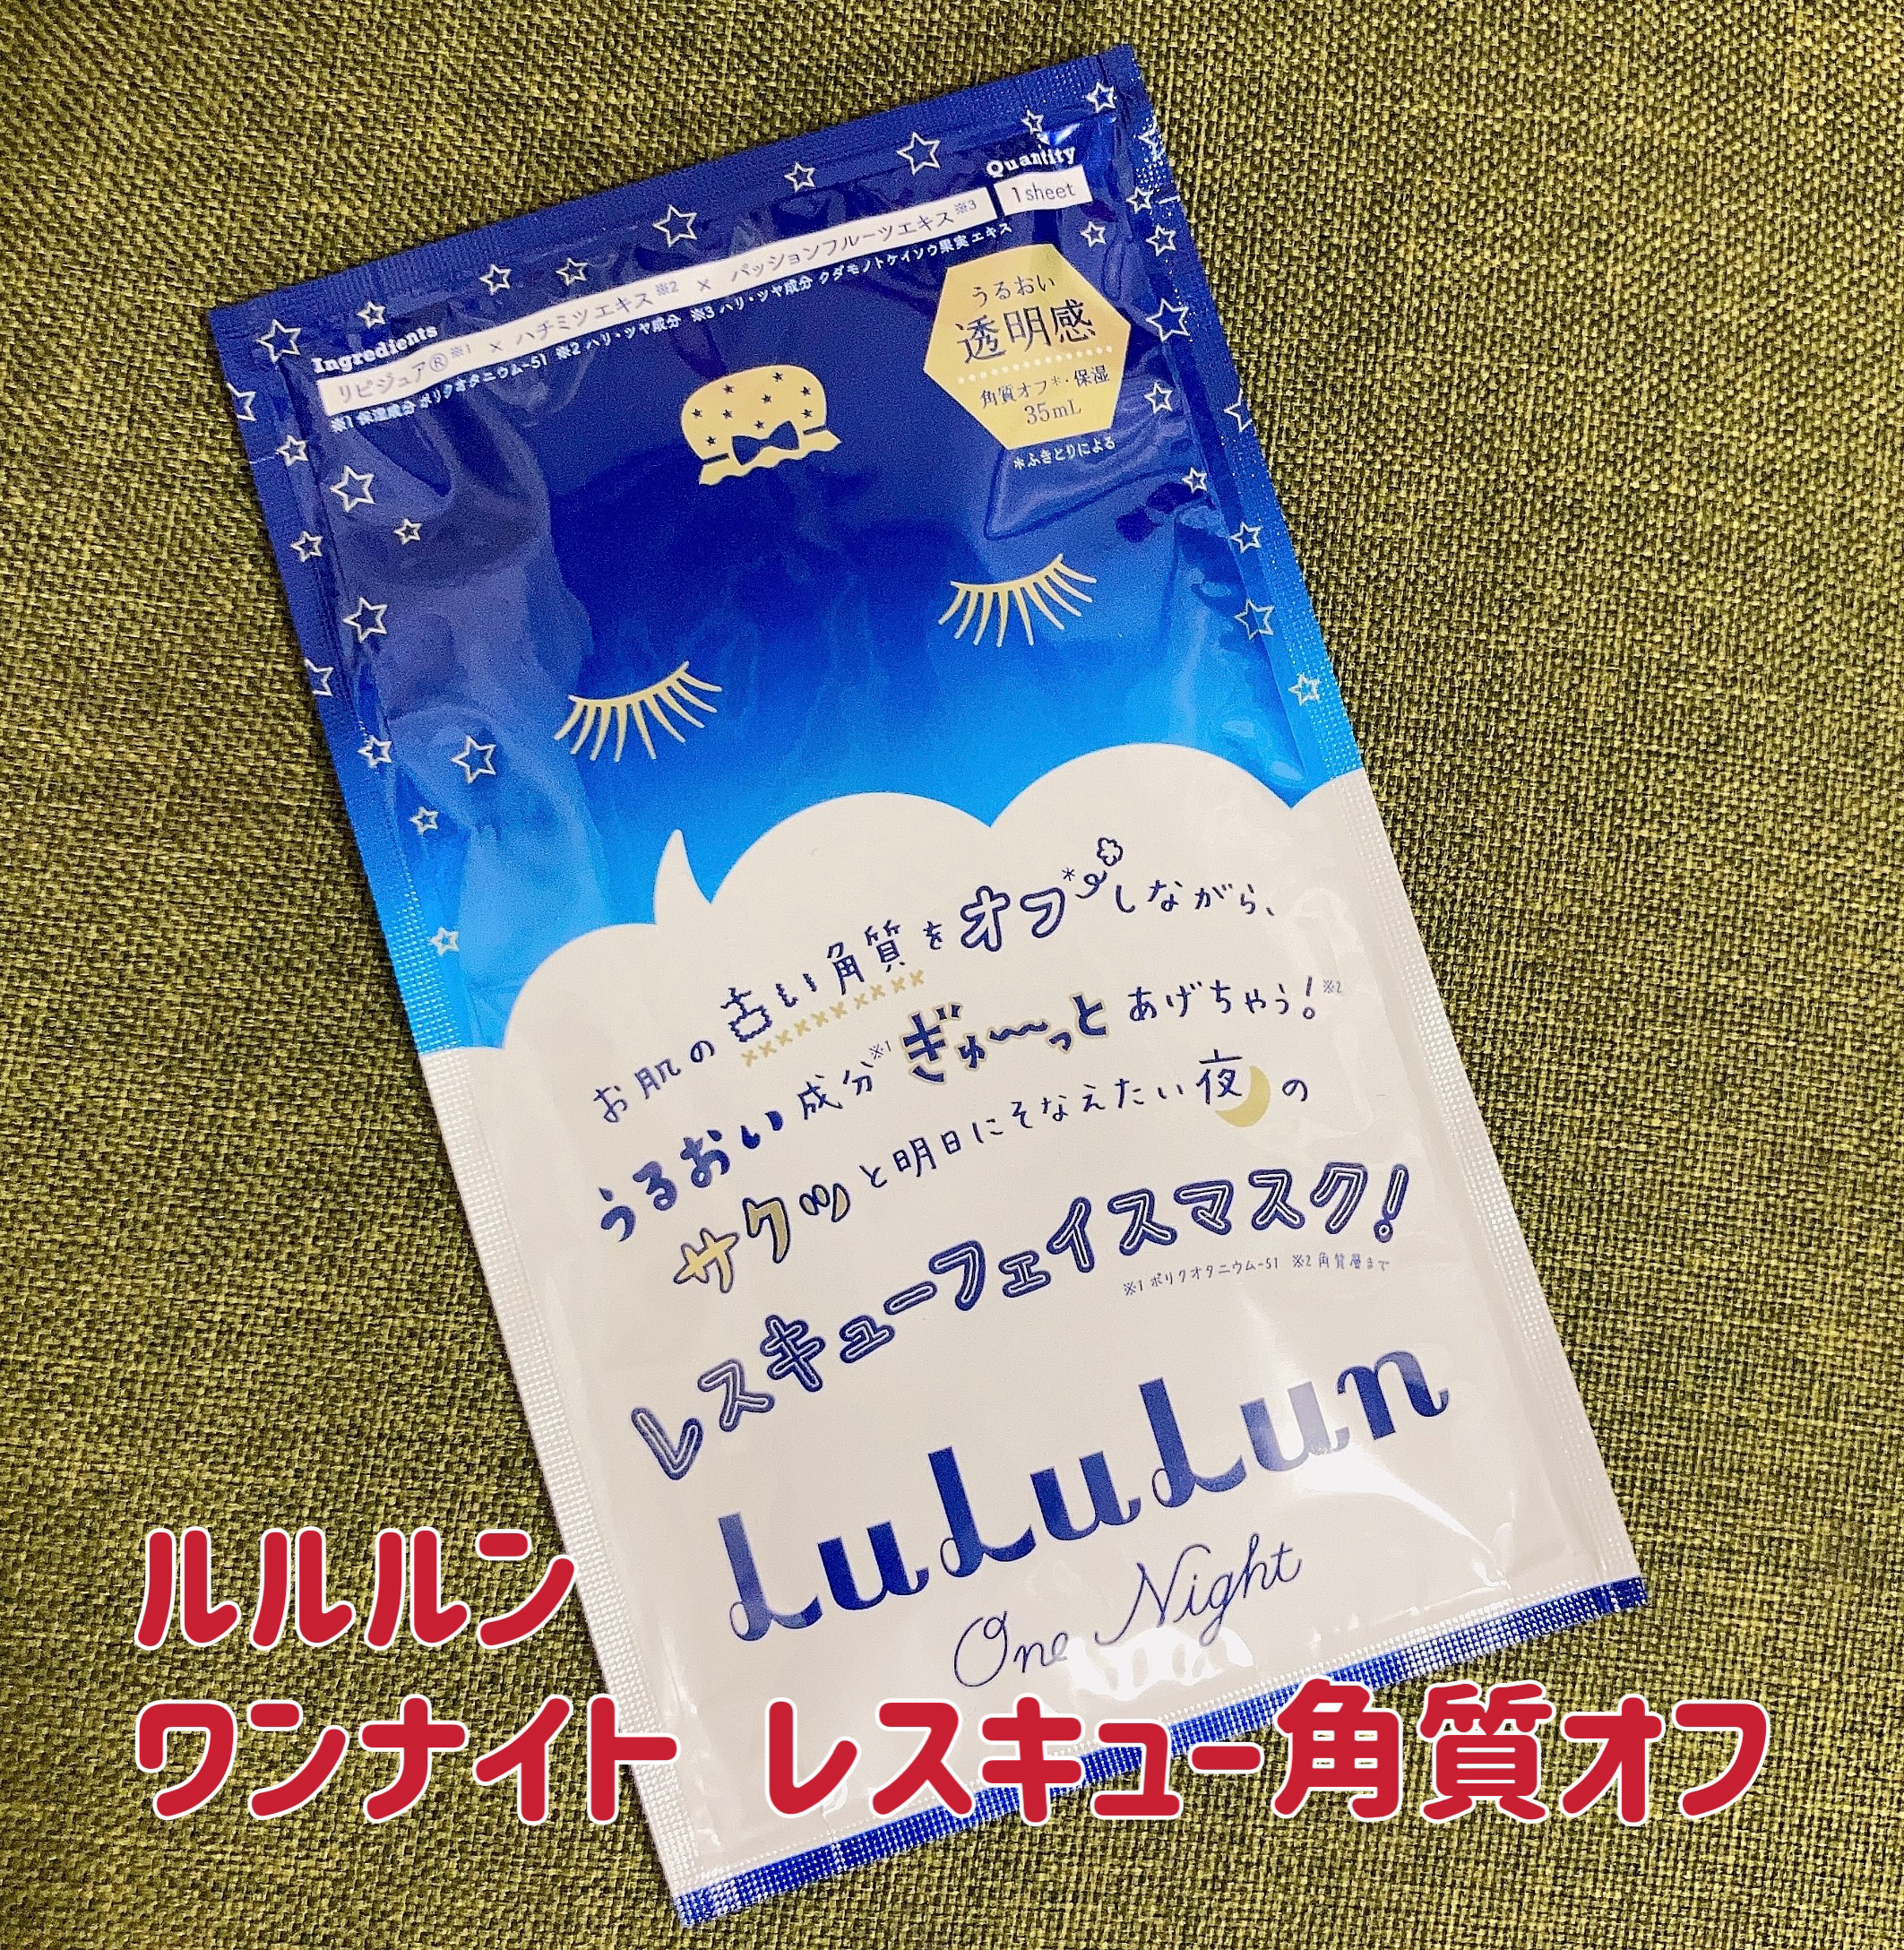 Quantity
1sheet
Ingredients
リピジュア®※1 × ハチミツエキス※2 × パッションフルーツエキス※3
※1 保湿成分 ポリクオタニウム-51 ※2 ハリ・ツヤ成分 ※3 ハリ・ツヤ成分 クダモノトケイソウ果実エキス
うるおい
透明感
角質オフ*・保湿
35mL
*ふきとりによる
お肌の古い角質をオフ*しながら、
うるおい成分※1ぎゅ〜っとあげちゃう!※2
サクッと明日にそなえたい夜の
レスキューフェイスマスク!
※1 ポリクオタニウム-51 ※2 角質層まで
LuLuLun
One Night
ルルルン
ワンナイト レスキュー角質オフ